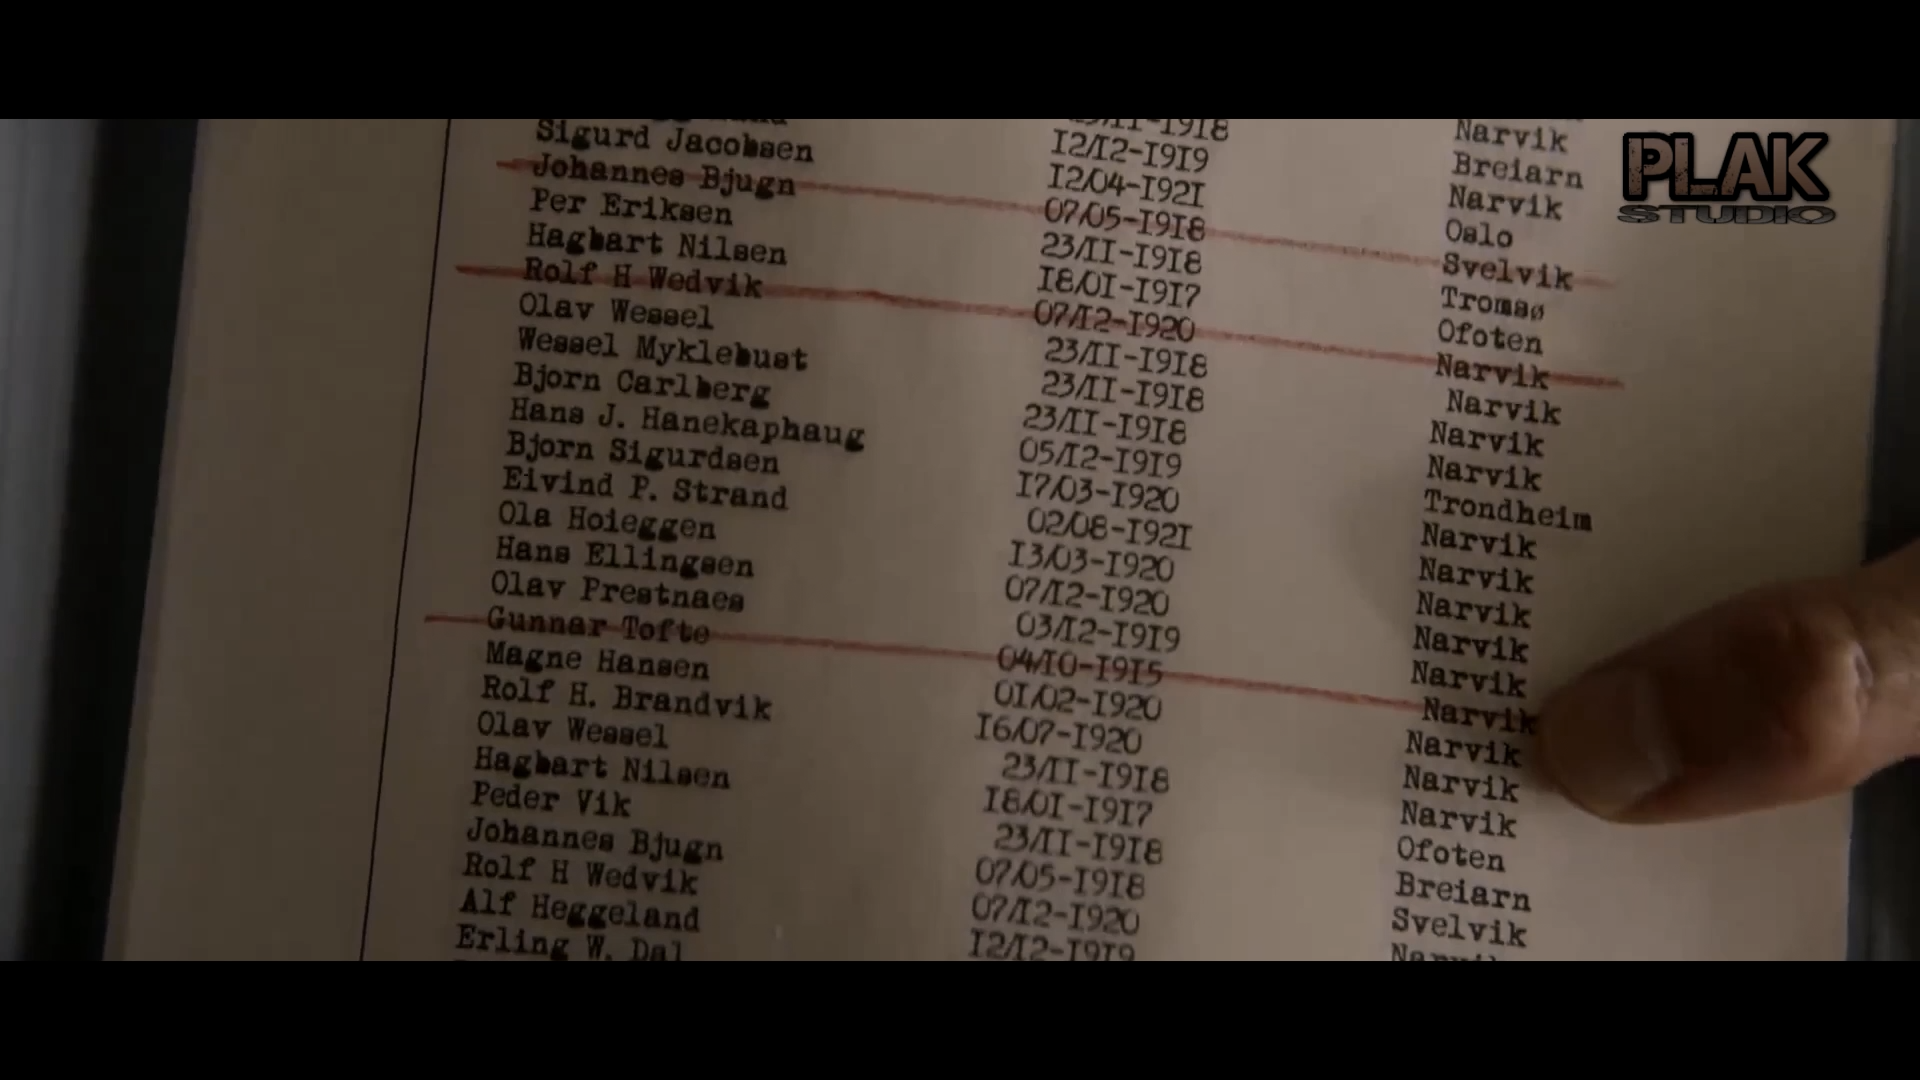 Narvik
11-1918 Breiarn
12/12-1919 Narvik
Sigurd Jacobsen 12/04-1921 Oslo
Johannes Bjugn 07/05-1918 Svelvik
Per Eriksen 23/11-1918 Tromsø
Hagbart Nilsen 18/01-1917 Ofoten
Rolf H Wedvik 07/12-1920 Narvik
Olav Wessel 23/11-1918 Narvik
Wessel Myklebust 23/11-1918 Narvik
Bjorn Carlberg 23/11-1918 Narvik
Hans J. Hanekaphaug 05/12-1919 Trondheim
Bjorn Sigurdsen 17/03-1920 Narvik
Eivind P. Strand 02/08-1921 Narvik
Ola Hoieggen 13/03-1920 Narvik
Hans Ellingsen 07/12-1920 Narvik
Olav Prestnaes 03/12-1919 Narvik
Gunnar Tofte 04/10-1915 Narvik
Magne Hansen 01/02-1920 Narvik
Rolf H. Brandvik 16/07-1920 Narvik
Olav Wessel 23/11-1918 Narvik
Hagbart Nilsen 18/01-1917 Ofoten
Peder Vik 23/11-1918 Breiarn
Johannes Bjugn 07/05-1918 Svelvik
Rolf H Wedvik 07/12-1920 Narvik
Alf Heggeland 12/12-1919
Erling W. Dal
PLAK
STUDIO